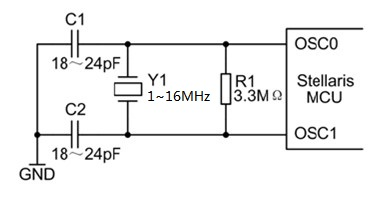 C1
18～24pF
Y1
1~16MHz
R1
3.3MΩ
OSC0
Stellaris
MCU
OSC1
C2
18～24pF
GND